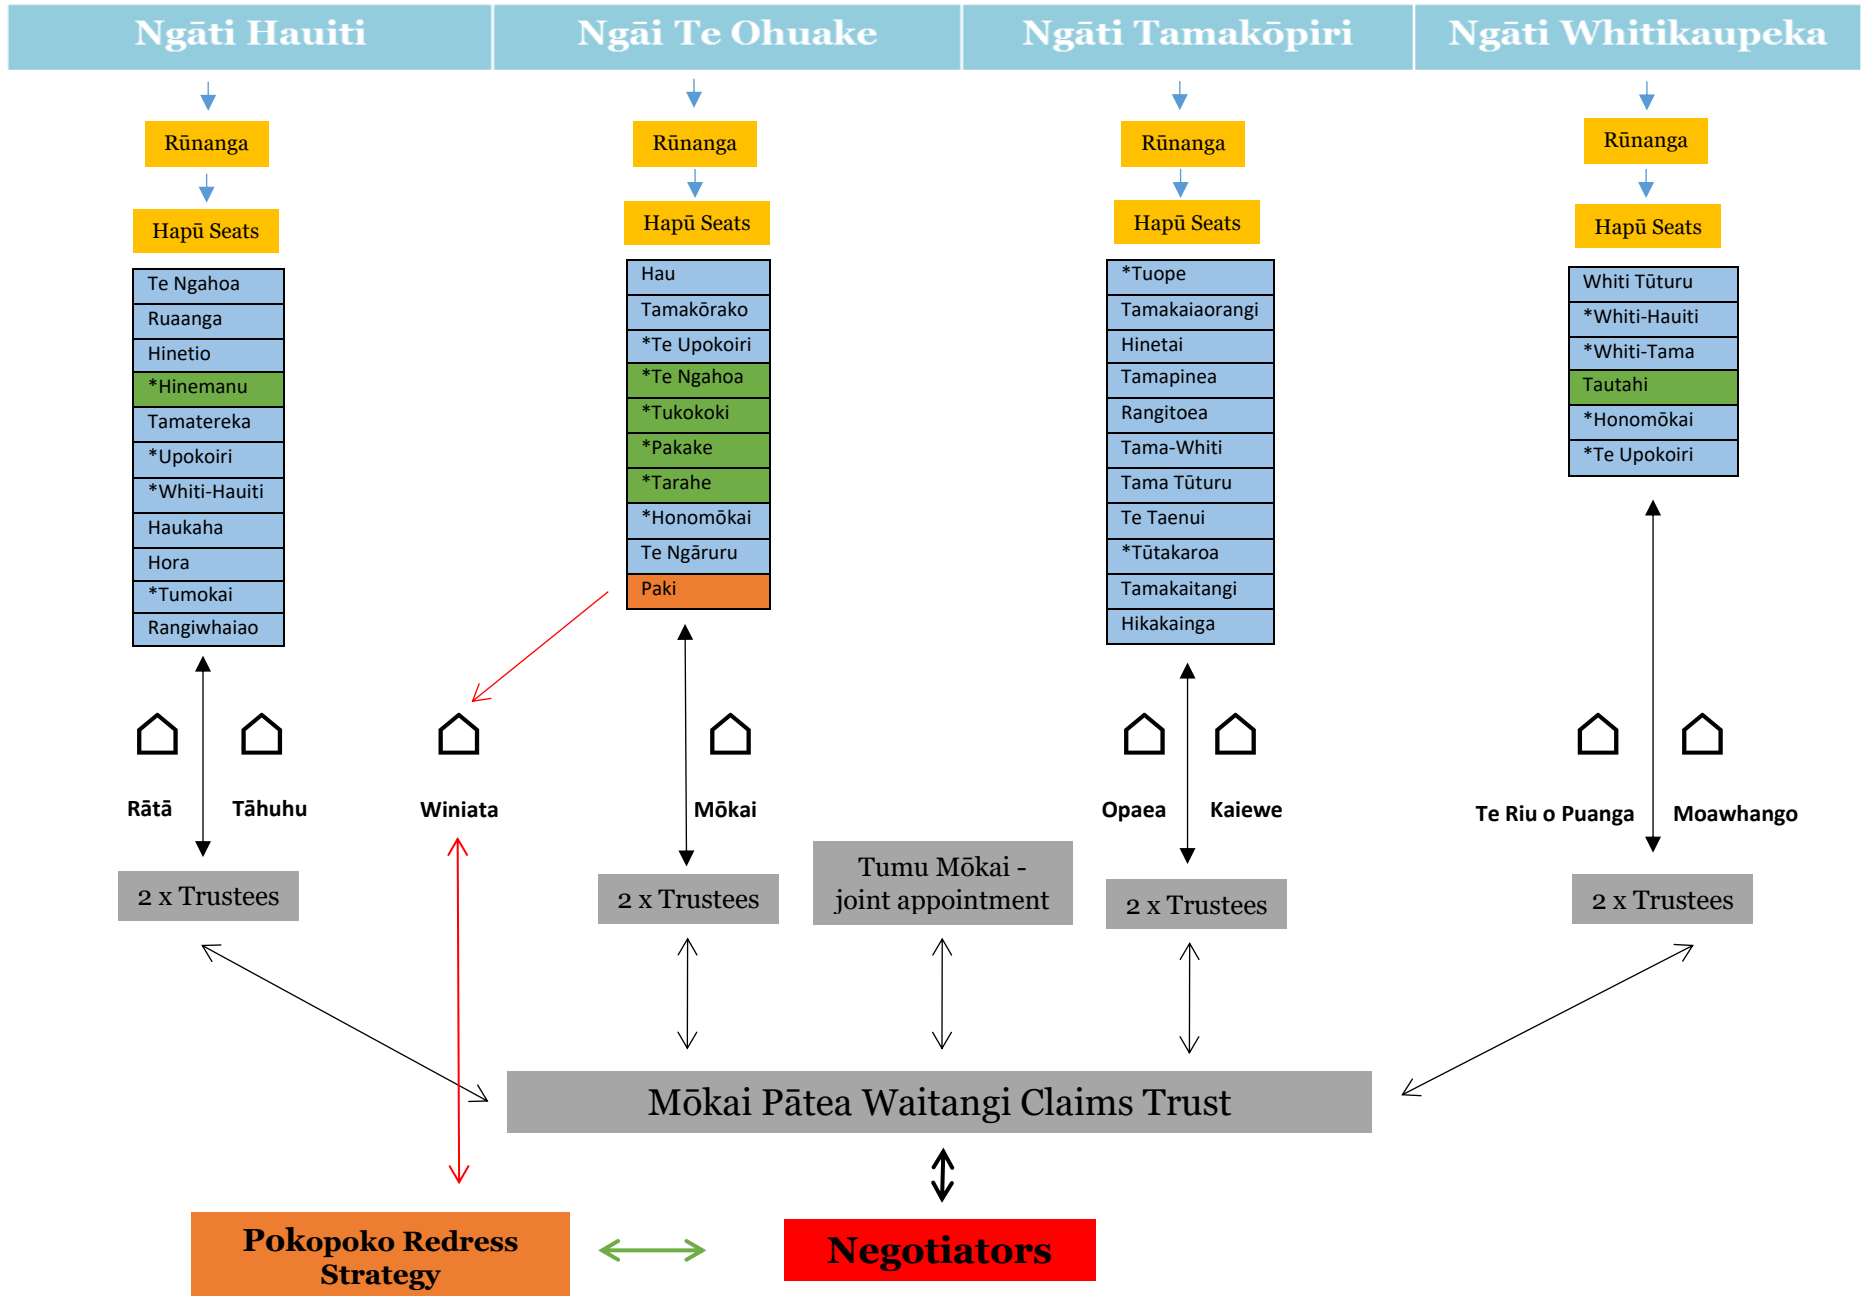 Ngāti Hauiti
Ngāi Te Ohuake
Ngāti Tamakōpiri
Ngāti Whitikaupeka
Rūnanga
Rūnanga
Rūnanga
Rūnanga
Hapū Seats
Hapū Seats
Hapū Seats
Hapū Seats
Te Ngahoa
Ruaanga
Hinetio
*Hinemanu
Tamatereka
*Upokoiri
*Whiti-Hauiti
Haukaha
Hora
*Tumokai
Rangiwhaiao
Hau
Tamakōrako
*Te Upokoiri
*Te Ngahoa
*Tukokoki
*Pakake
*Tarahe
*Honomōkai
Te Ngāruru
Paki
*Tuope
Tamakaiaorangi
Hinetai
Tamapinea
Rangitoea
Tama-Whiti
Tama Tūturu
Te Taenui
*Tūtakaroa
Tamakaitangi
Hikakainga
Whiti Tūturu
*Whiti-Hauiti
*Whiti-Tama
Tautahi
*Honomōkai
*Te Upokoiri
Rātā
Tāhuhu
Winiata
Mōkai
Opaea
Kaiewe
Te Riu o Puanga
Moawhango
2 x Trustees
2 x Trustees
Tumu Mōkai -
joint appointment
2 x Trustees
2 x Trustees
Mōkai Pātea Waitangi Claims Trust
Pokopoko Redress
Strategy
Negotiators